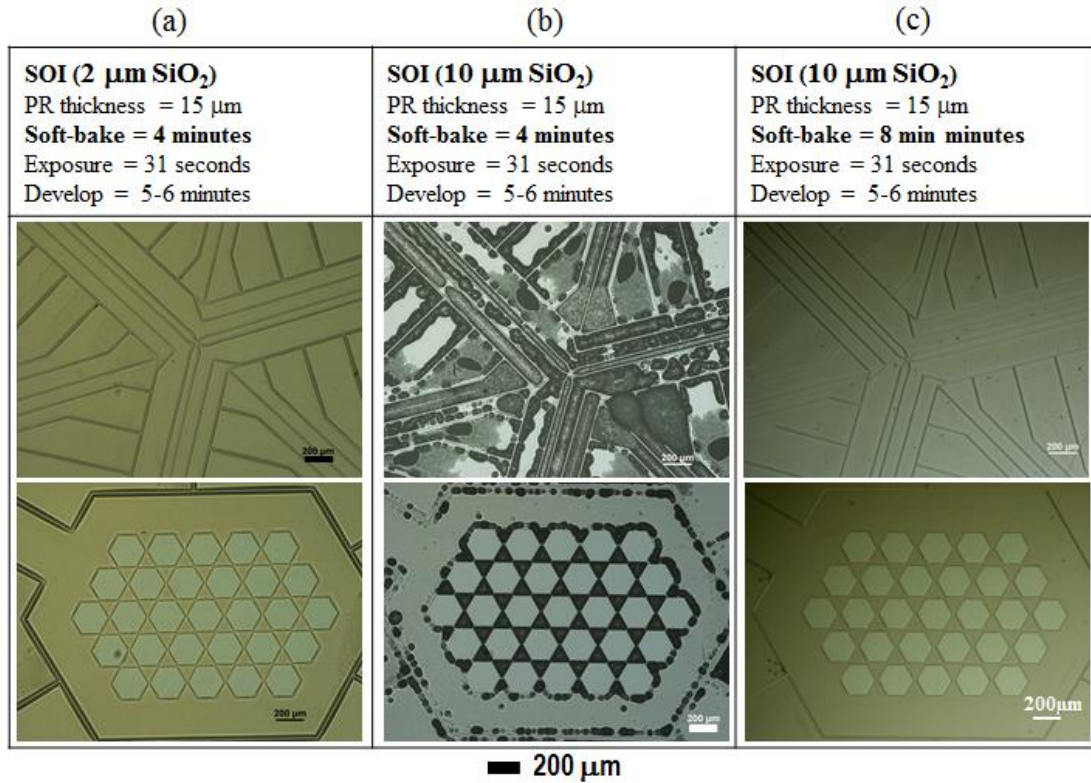 (a)
(b)
(c)
SOI (2 μm SiO₂)
PR thickness = 15 μm
Soft-bake = 4 minutes
Exposure = 31 seconds
Develop = 5-6 minutes
SOI (10 μm SiO₂)
PR thickness = 15 μm
Soft-bake = 4 minutes
Exposure = 31 seconds
Develop = 5-6 minutes
SOI (10 μm SiO₂)
PR thickness = 15 μm
Soft-bake = 8 min minutes
Exposure = 31 seconds
Develop = 5-6 minutes
200 μm
200 μm
200 μm
200 μm
200 μm
200μm
200 μm